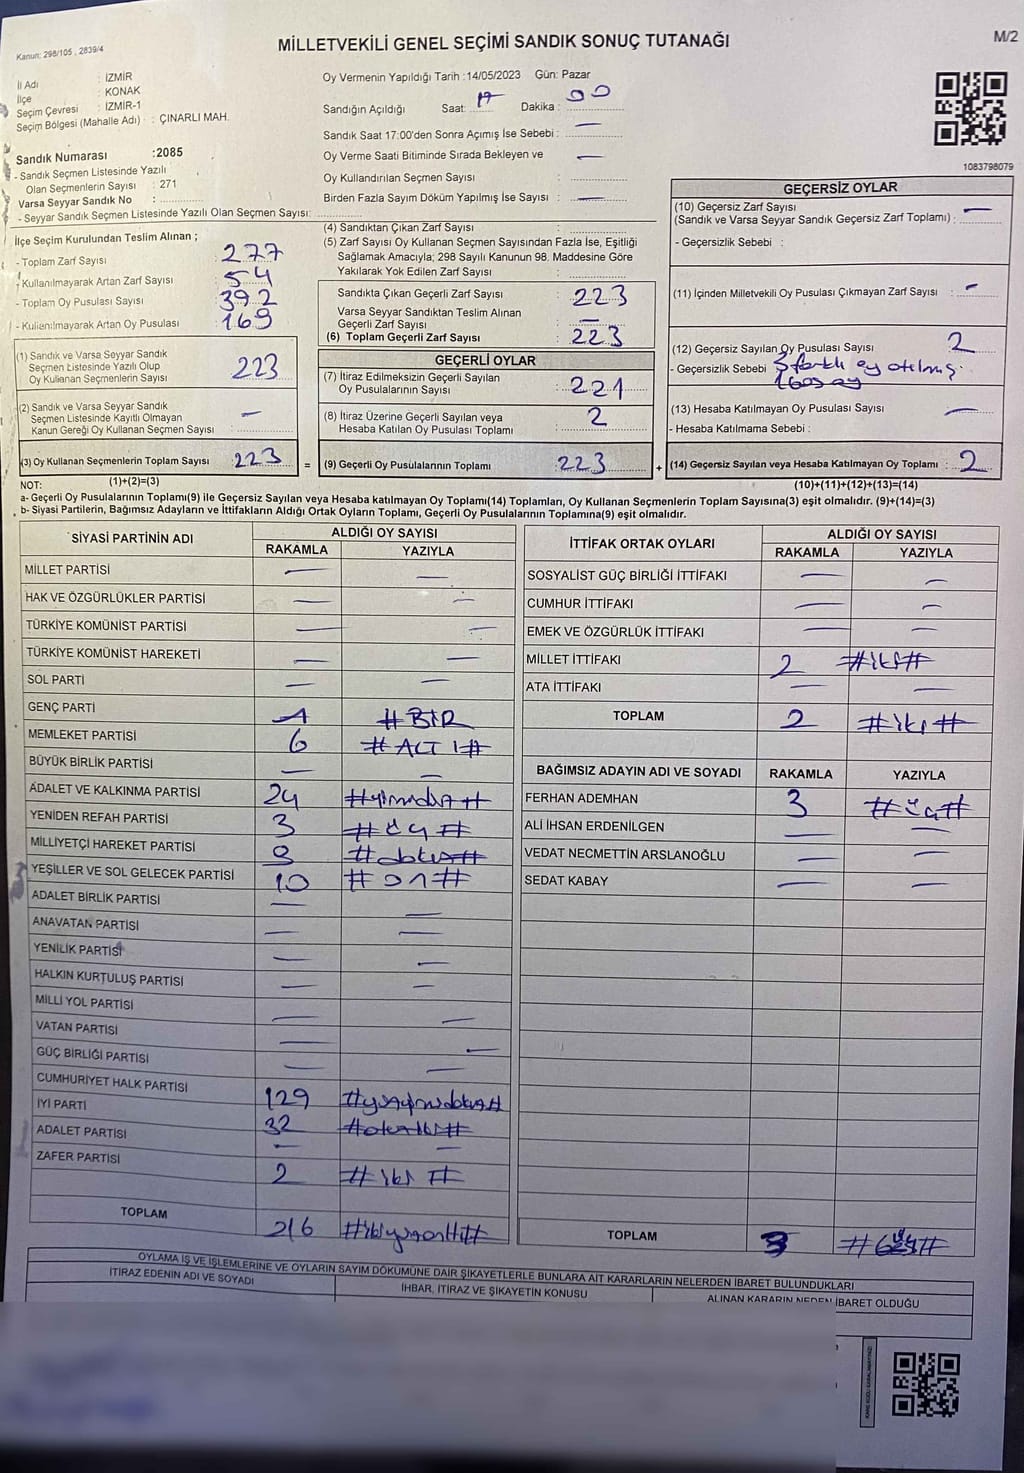 Kanun: 298/105 , 2839/4
MİLLETVEKİLİ GENEL SEÇİMİ SANDIK SONUÇ TUTANAĞI
M/2
İl Adı : İZMİR
İlçe : KONAK
Seçim Çevresi : İZMİR-1
Seçim Bölgesi (Mahalle Adı) : ÇINARLI MAH.
Sandık Numarası :2085
- Sandık Seçmen Listesinde Yazılı
Olan Seçmenlerin Sayısı : 271
Varsa Seyyar Sandık No :
- Seyyar Sandık Seçmen Listesinde Yazılı Olan Seçmen Sayısı:
Oy Vermenin Yapıldığı Tarih :14/05/2023 Gün: Pazar
Sandığın Açıldığı Saat: 17 Dakika : 00
Sandık Saat 17:00'den Sonra Açımış İse Sebebi : —
Oy Verme Saati Bitiminde Sırada Bekleyen ve —
Oy Kullandırılan Seçmen Sayısı :
Birden Fazla Sayım Döküm Yapılmış İse Sayısı : —
1083798079
İlçe Seçim Kurulundan Teslim Alınan ;
- Toplam Zarf Sayısı : 277
- Kullanılmayarak Artan Zarf Sayısı : 54
- Toplam Oy Pusulası Sayısı : 392
- Kullanılmayarak Artan Oy Pusulası : 169
(1) Sandık ve Varsa Seyyar Sandık
Seçmen Listesinde Yazılı Olup
Oy Kullanan Seçmenlerin Sayısı : 223
(2) Sandık ve Varsa Seyyar Sandık
Seçmen Listesinde Kayıtlı Olmayan
Kanun Gereği Oy Kullanan Seçmen Sayısı : —
(3) Oy Kullanan Seçmenlerin Toplam Sayısı 223 =
(4) Sandıktan Çıkan Zarf Sayısı :
(5) Zarf Sayısı Oy Kullanan Seçmen Sayısından Fazla İse, Eşitliği
Sağlamak Amacıyla; 298 Sayılı Kanunun 98. Maddesine Göre
Yakılarak Yok Edilen Zarf Sayısı :
Sandıkta Çıkan Geçerli Zarf Sayısı : 223
Varsa Seyyar Sandıktan Teslim Alınan
Geçerli Zarf Sayısı : —
(6) Toplam Geçerli Zarf Sayısı : 223
GEÇERLİ OYLAR
(7) İtiraz Edilmeksizin Geçerli Sayılan
Oy Pusulalarının Sayısı : 221
(8) İtiraz Üzerine Geçerli Sayılan veya
Hesaba Katılan Oy Pusulası Toplamı : 2
(9) Geçerli Oy Pusulalarının Toplamı : 223 +
GEÇERSİZ OYLAR
(10) Geçersiz Zarf Sayısı
(Sandık ve Varsa Seyyar Sandık Geçersiz Zarf Toplamı) : —
- Geçersizlik Sebebi :
(11) İçinden Milletvekili Oy Pusulası Çıkmayan Zarf Sayısı : —
(12) Geçersiz Sayılan Oy Pusulası Sayısı : 2
- Geçersizlik Sebebi 3 farklı oy atılmış.
oy
(13) Hesaba Katılmayan Oy Pusulası Sayısı : —
- Hesaba Katılmama Sebebi :
(14) Geçersiz Sayılan veya Hesaba Katılmayan Oy Toplamı : 2
NOT: (1)+(2)=(3) (10)+(11)+(12)+(13)=(14)
a- Geçerli Oy Pusulalarının Toplamı(9) ile Geçersiz Sayılan veya Hesaba katılmayan Oy Toplamı(14) Toplamları, Oy Kullanan Seçmenlerin Toplam Sayısına(3) eşit olmalıdır. (9)+(14)=(3)
b- Siyasi Partilerin, Bağımsız Adayların ve İttifakların Aldığı Ortak Oyların Toplamı, Geçerli Oy Pusulalarının Toplamına(9) eşit olmalıdır.
SİYASİ PARTİNİN ADI ALDIĞI OY SAYISI
RAKAMLA YAZIYLA
MİLLET PARTİSİ — —
HAK VE ÖZGÜRLÜKLER PARTİSİ — —
TÜRKİYE KOMÜNİST PARTİSİ — —
TÜRKİYE KOMÜNİST HAREKETİ — —
SOL PARTİ — —
GENÇ PARTİ 1 #BİR
MEMLEKET PARTİSİ 6 #ALTI#
BÜYÜK BİRLİK PARTİSİ — —
ADALET VE KALKINMA PARTİSİ 24
YENİDEN REFAH PARTİSİ 3 #üç#
MİLLİYETÇİ HAREKET PARTİSİ 9 #dokuz#
YEŞİLLER VE SOL GELECEK PARTİSİ 10 #on#
ADALET BİRLİK PARTİSİ —
ANAVATAN PARTİSİ — —
YENİLİK PARTİSİ — —
HALKIN KURTULUŞ PARTİSİ — —
MİLLİ YOL PARTİSİ
VATAN PARTİSİ — —
GÜÇ BİRLİĞİ PARTİSİ — —
CUMHURİYET HALK PARTİSİ 129 #yüzyirmidokuz#
İYİ PARTİ 32 #otuziki#
ADALET PARTİSİ — —
ZAFER PARTİSİ 2 #iki#
TOPLAM 216 #ikiyüzonaltı#
İTTİFAK ORTAK OYLARI ALDIĞI OY SAYISI
RAKAMLA YAZIYLA
SOSYALİST GÜÇ BİRLİĞİ İTTİFAKI — —
CUMHUR İTTİFAKI — —
EMEK VE ÖZGÜRLÜK İTTİFAKI — —
MİLLET İTTİFAKI 2 #iki#
ATA İTTİFAKI — —
TOPLAM 2 #iki#
BAĞIMSIZ ADAYIN ADI VE SOYADI RAKAMLA YAZIYLA
FERHAN ADEMHAN 3 #üç#
ALİ İHSAN ERDENİLGEN — —
VEDAT NECMETTİN ARSLANOĞLU — —
SEDAT KABAY — —
TOPLAM 3
OYLAMA İŞ VE İŞLEMLERİNE VE OYLARIN SAYIM DÖKÜMÜNE DAİR ŞİKAYETLERLE BUNLARA AİT KARARLARIN NELERDEN İBARET BULUNDUKLARI
İTİRAZ EDENİN ADI VE SOYADI İHBAR, İTİRAZ VE ŞİKAYETİN KONUSU ALINAN KARARIN NEDEN İBARET OLDUĞU